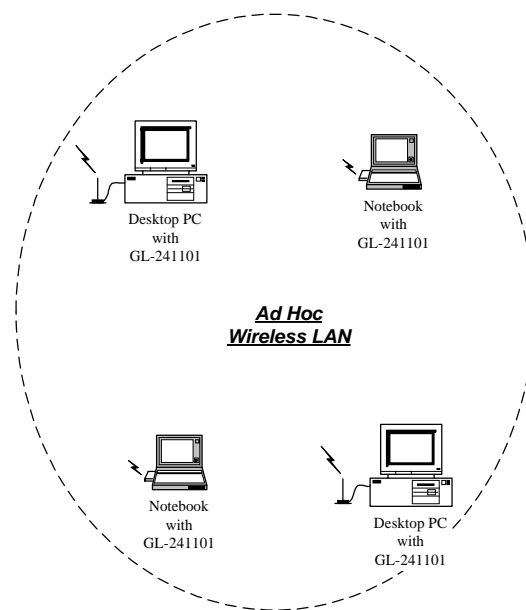 Desktop PC
with
GL-241101
Notebook
with
GL-241101
Ad Hoc
Wireless LAN
Notebook
with
GL-241101
Desktop PC
with
GL-241101